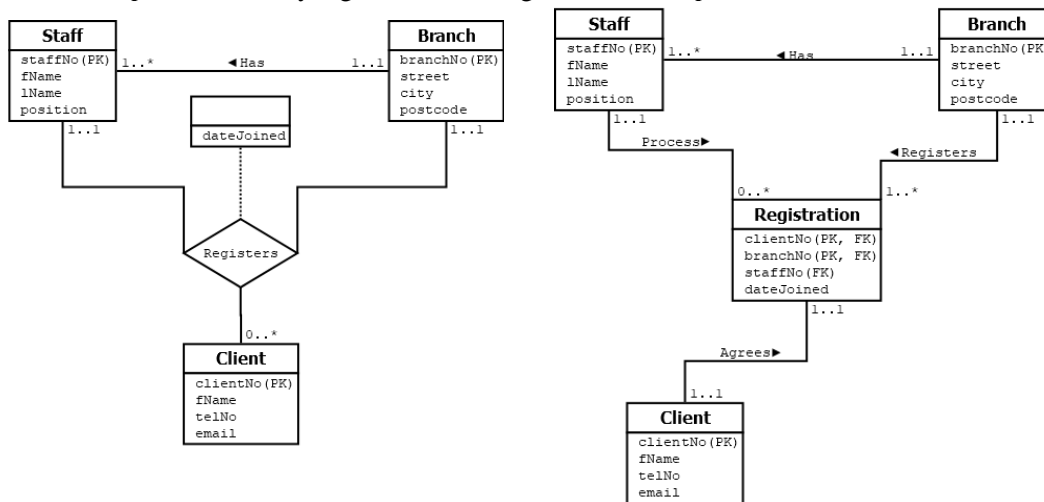 Staff
staffNo(PK)
fName
lName
position
1..*
◄Has
1..1
Branch
branchNo(PK)
street
city
postcode
1..1
1..1
dateJoined
Registers
0..*
Client
clientNo(PK)
fName
telNo
email
Staff
staffNo(PK)
fName
lName
position
1..*
◄Has
1..1
Branch
branchNo(PK)
street
city
postcode
1..1
1..1
Process►
◄Registers
0..*
1..*
Registration
clientNo(PK, FK)
branchNo(PK, FK)
staffNo(FK)
dateJoined
1..1
Agrees►
1..1
Client
clientNo(PK)
fName
telNo
email